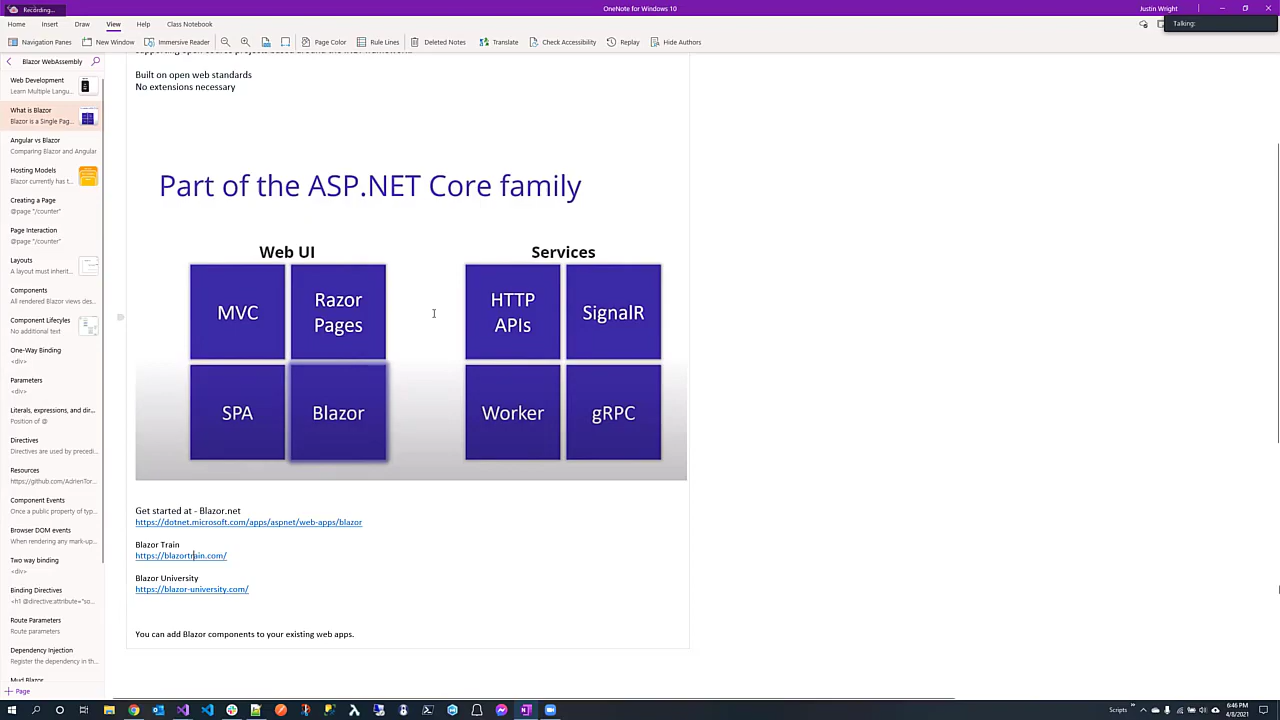 Recording...
OneNote for Windows 10
Justin Wright
Home
Insert
Draw
View
Help
Class Notebook
Talking:
Navigation Panes
New Window
Immersive Reader
Page Color
Rule Lines
Deleted Notes
Translate
Check Accessibility
Replay
Hide Authors
Blazor WebAssembly
Web Development
Learn Multiple Langu...
What is Blazor
Blazor is a Single Pag...
Angular vs Blazor
Comparing Blazor and Angular
Hosting Models
Blazor currently has t...
Creating a Page
@page "/counter"
Page Interaction
@page "/counter"
Layouts
A layout must inherit...
Components
All rendered Blazor views des...
Component Lifecyles
No additional text
One-Way Binding
<div>
Parameters
<div>
Literals, expressions, and dir...
Position of @
Directives
Directives are used by precedi...
Resources
https://github.com/AdrienTor...
Component Events
Once a public property of typ...
Browser DOM events
When rendering any mark-up...
Two way binding
<div>
Binding Directives
<h1 @directive:attribute="so...
Route Parameters
Route parameters
Dependency Injection
Register the dependency in th...
Mud Blazor
+ Page
Built on open web standards
No extensions necessary
Part of the ASP.NET Core family
Web UI
Services
MVC
Razor Pages
HTTP APIs
SignalR
SPA
Blazor
Worker
gRPC
Get started at - Blazor.net
https://dotnet.microsoft.com/apps/aspnet/web-apps/blazor
Blazor Train
https://blazortrain.com/
Blazor University
https://blazor-university.com/
You can add Blazor components to your existing web apps.
Scripts
6:46 PM
4/8/2021